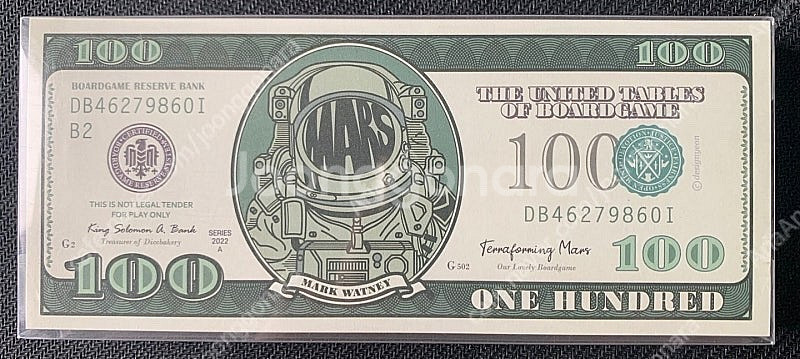 100
100
BOARDGAME RESERVE BANK
DB46279860I
B2
THIS IS NOT LEGAL TENDER
FOR PLAY ONLY
King Solomon A. Bank
Treasurer of Dicebakery
SERIES
2022
A
G2
100
MARS
MARK WATNEY
THE UNITED TABLES
OF BOARDGAME
100
© designmyeon
DB46279860I
Terraforming Mars
Our Lovely Boardgame
G 502
100
ONE HUNDRED
Joonggonara